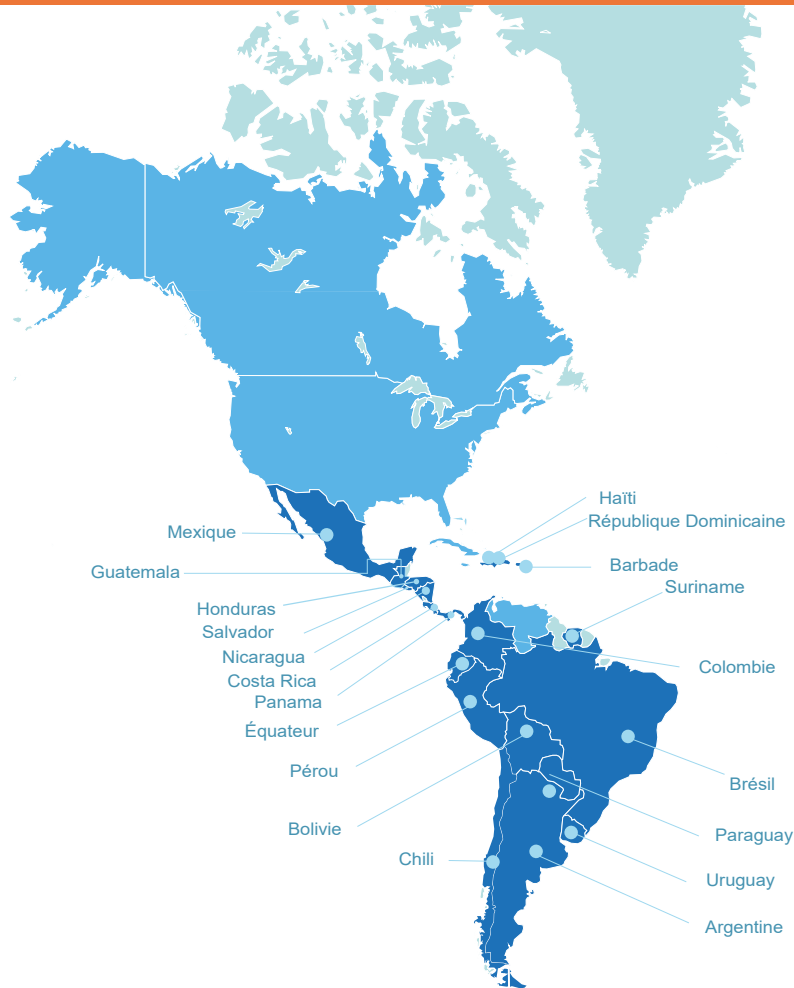 Haïti
République Dominicaine
Mexique
Barbade
Guatemala
Suriname
Honduras
Salvador
Nicaragua
Colombie
Costa Rica
Panama
Équateur
Pérou
Brésil
Bolivie
Paraguay
Chili
Uruguay
Argentine